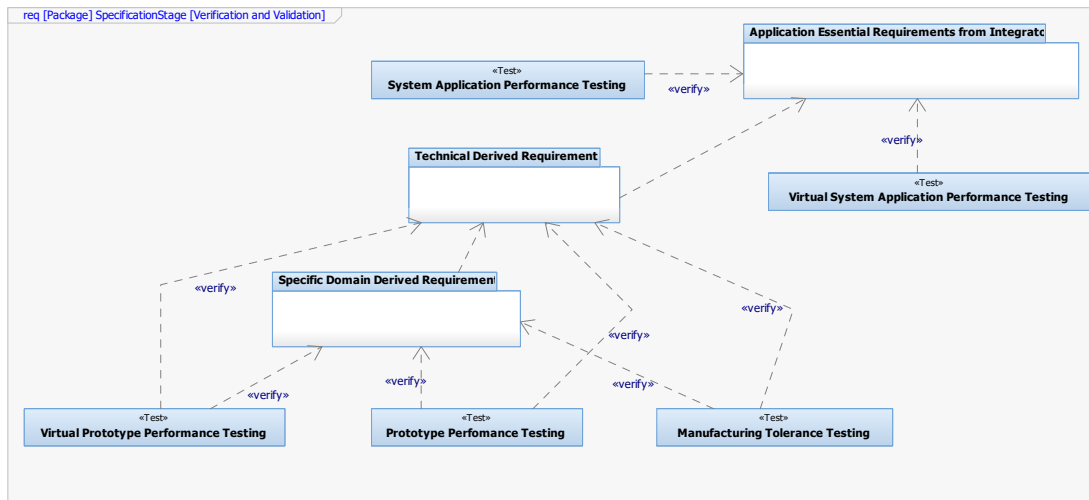 req [Package] SpecificationStage [Verification and Validation]
Application Essential Requirements from Integrato
«Test»
System Application Performance Testing
«verify»
«verify»
Technical Derived Requirement
«Test»
Virtual System Application Performance Testing
Specific Domain Derived Requirement
«verify»
«verify»
«verify»
«verify»
«verify»
«verify»
«Test»
Virtual Prototype Performance Testing
«Test»
Prototype Perfomance Testing
«Test»
Manufacturing Tolerance Testing